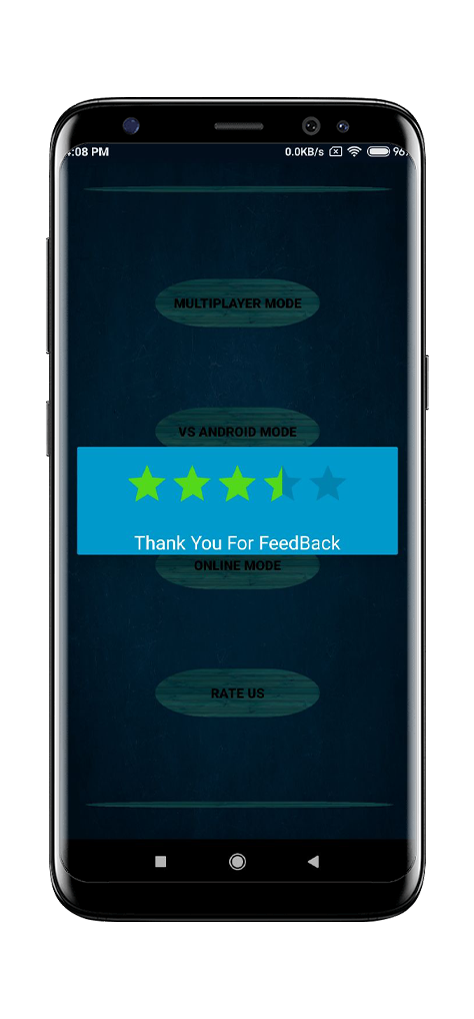 :08 PM 0.0KB/s 96
MULTIPLAYER MODE
VS ANDROID MODE
Thank You For FeedBack
ONLINE MODE
RATE US